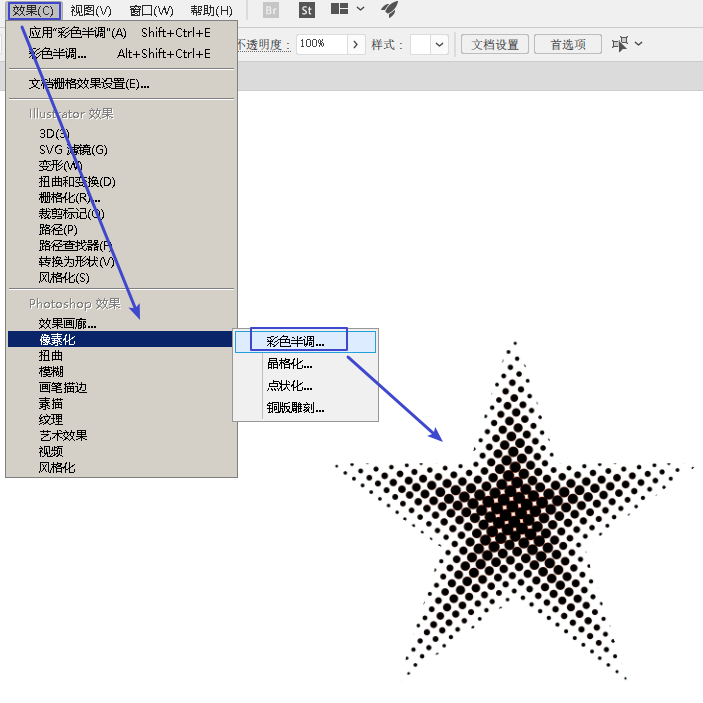 效果(C) 视图(V) 窗口(W) 帮助(H) Br St
应用"彩色半调"(A) Shift+Ctrl+E
彩色半调... Alt+Shift+Ctrl+E
不透明度: 100% 样式: 文档设置 首选项
文档栅格效果设置(E)...
Illustrator 效果
3D(3)
SVG 滤镜(G)
变形(W)
扭曲和变换(D)
栅格化(R)...
裁剪标记(O)
路径(P)
路径查找器(F)
转换为形状(V)
风格化(S)
Photoshop 效果
效果画廊...
像素化
扭曲
模糊
画笔描边
素描
纹理
艺术效果
视频
风格化
彩色半调...
晶格化...
点状化...
铜版雕刻...